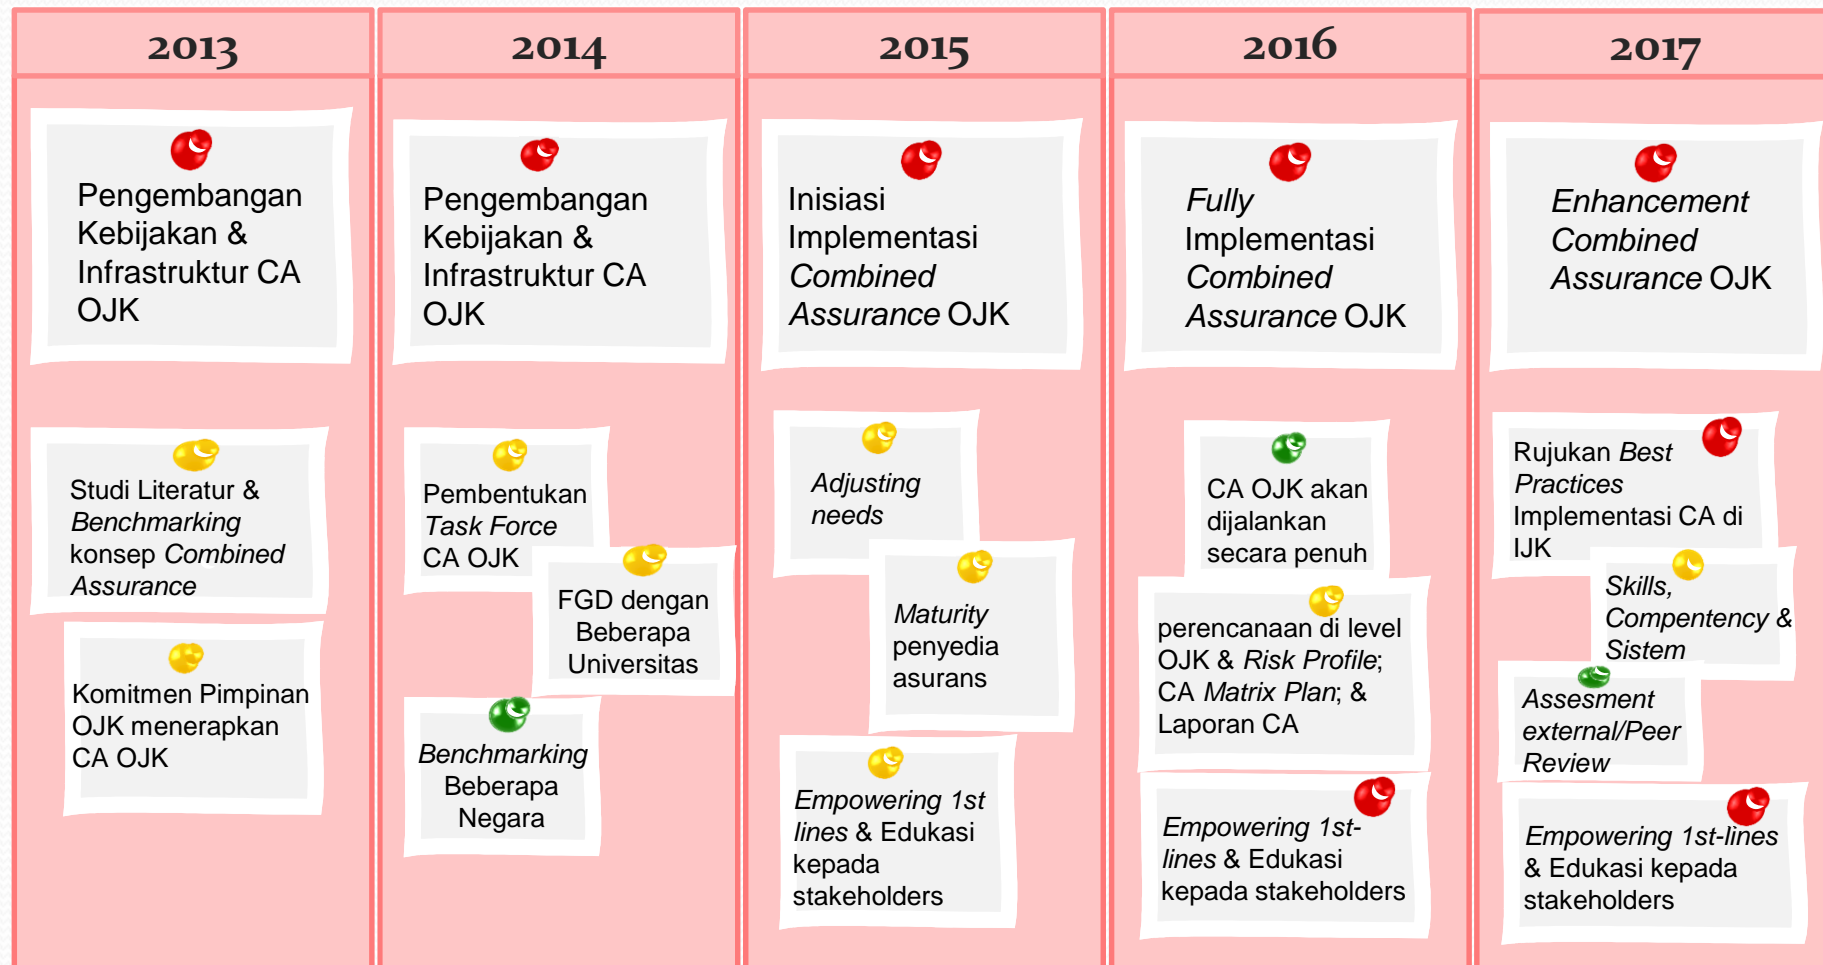 2013
Pengembangan
Kebijakan &
Infrastruktur CA
OJK
Studi Literatur &
Benchmarking
konsep Combined
Assurance
Komitmen Pimpinan
OJK menerapkan
CA OJK
2014
Pengembangan
Kebijakan &
Infrastruktur CA
OJK
Pembentukan
Task Force
CA OJK
FGD dengan
Beberapa
Universitas
Benchmarking
Beberapa
Negara
2015
Inisiasi
Implementasi
Combined
Assurance OJK
Adjusting
needs
Maturity
penyedia
asurans
Empowering 1st
lines & Edukasi
kepada
stakeholders
2016
Fully
Implementasi
Combined
Assurance OJK
CA OJK akan
dijalankan
secara penuh
perencanaan di level
OJK & Risk Profile;
CA Matrix Plan; &
Laporan CA
Empowering 1st-
lines & Edukasi
kepada stakeholders
2017
Enhancement
Combined
Assurance OJK
Rujukan Best
Practices
Implementasi CA di
IJK
Skills,
Compentency &
Sistem
Assesment
external/Peer
Review
Empowering 1st-lines
& Edukasi kepada
stakeholders